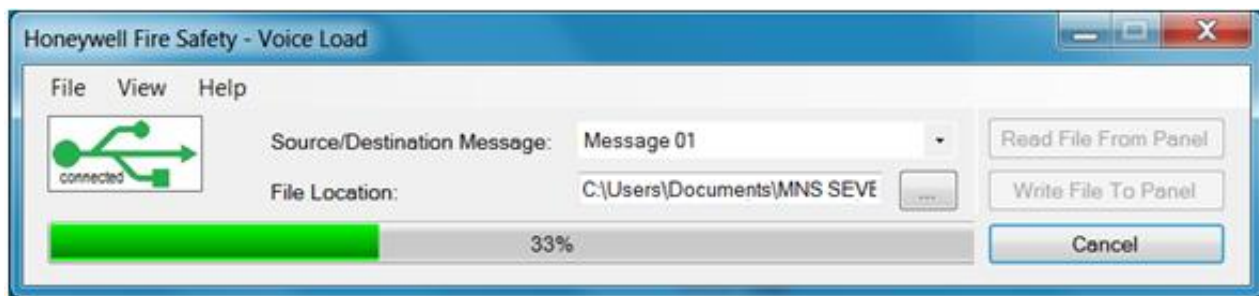 Honeywell Fire Safety - Voice Load
File View Help
connected
Source/Destination Message: Message 01
Read File From Panel
File Location: C:\Users\Documents\MNS SEVE ...
Write File To Panel
33%
Cancel